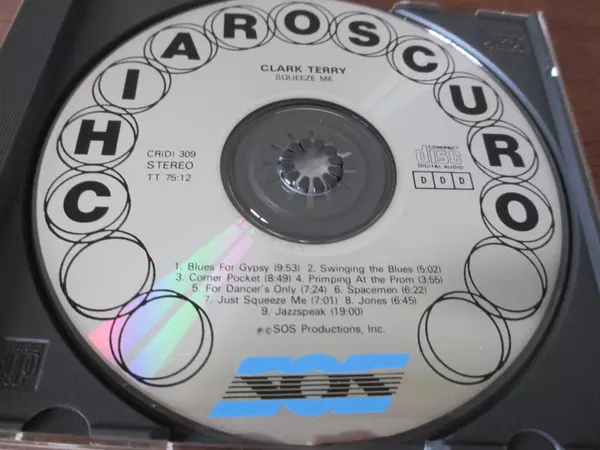 CHIAROSCURO
CLARK TERRY
SQUEEZE ME
CR(D) 309
STEREO
TT 75:12
COMPACT
disc
DIGITAL AUDIO
D D D
1. Blues For Gypsy (9:53) 2. Swinging the Blues (5:02)
3. Corner Pocket (8:49) 4. Primping At the Prom (3:55)
5. For Dancer's Only (7:24) 6. Spacemen (6:22)
7. Just Squeeze Me (7:01) 8. Jones (6:45)
9. Jazzspeak (19:00)
℗©SOS Productions, Inc.
SOS